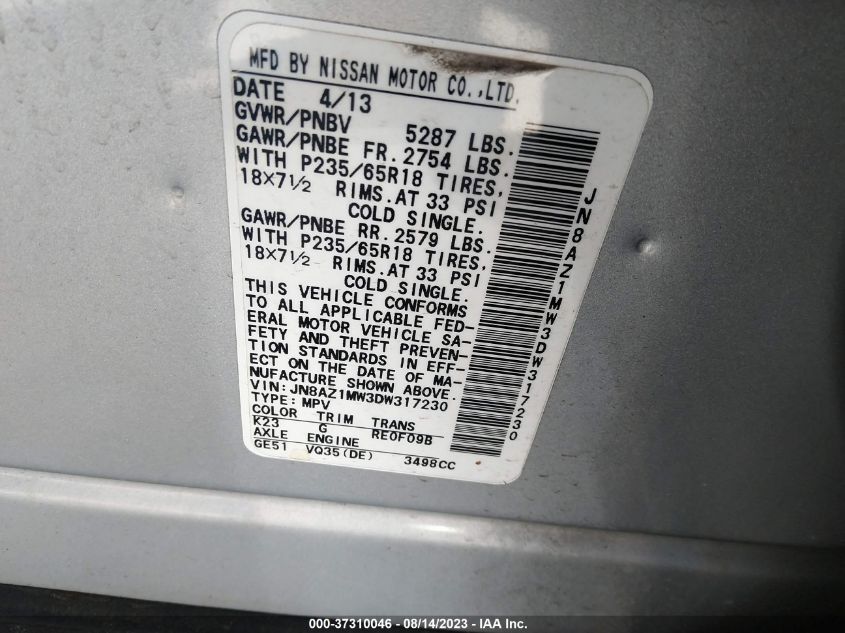 MFD BY NISSAN MOTOR CO.,LTD.
DATE 4/13
GVWR/PNBV 5287 LBS.
GAWR/PNBE FR. 2754 LBS.
WITH P235/65R18 TIRES,
18X7½ RIMS.AT 33 PSI
COLD SINGLE.
GAWR/PNBE RR. 2579 LBS.
WITH P235/65R18 TIRES,
18X7½ RIMS.AT 33 PSI
COLD SINGLE.
THIS VEHICLE CONFORMS
TO ALL APPLICABLE FED-
ERAL MOTOR VEHICLE SA-
FETY AND THEFT PREVEN-
TION STANDARDS IN EFF-
ECT ON THE DATE OF MA-
NUFACTURE SHOWN ABOVE.
VIN:JN8AZ1MW3DW317230
TYPE:MPV
COLOR TRIM TRANS
K23 G RE0F09B
AXLE ENGINE
GE51 VQ35(DE) 3498CC
JN8AZ1MW3DW317230
000-37310046 - 08/14/2023 - IAA Inc.